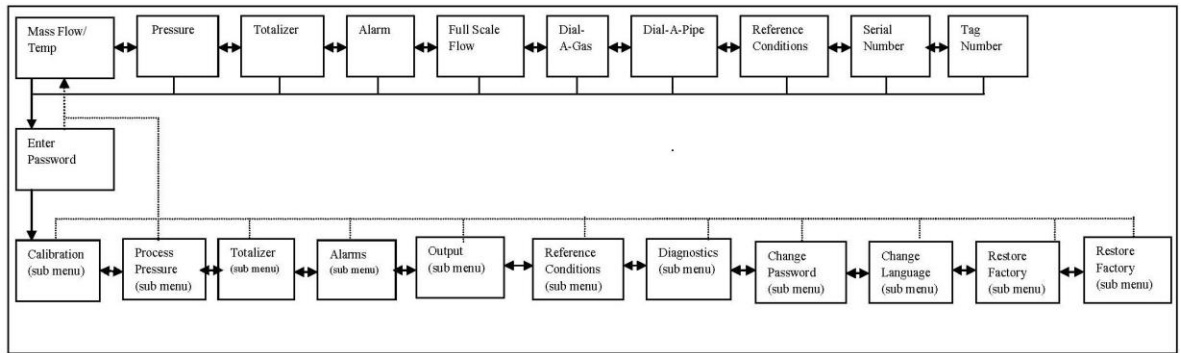 Mass Flow/
Temp
Pressure
Totalizer
Alarm
Full Scale
Flow
Dial-
A-Gas
Dial-A-Pipe
Reference
Conditions
Serial
Number
Tag
Number
Enter
Password
Calibration
(sub menu)
Process
Pressure
(sub menu)
Totalizer
(sub menu)
Alarms
(sub menu)
Output
(sub menu)
Reference
Conditions
(sub menu)
Diagnostics
(sub menu)
Change
Password
(sub menu)
Change
Language
(sub menu)
Restore
Factory
(sub menu)
Restore
Factory
(sub menu)